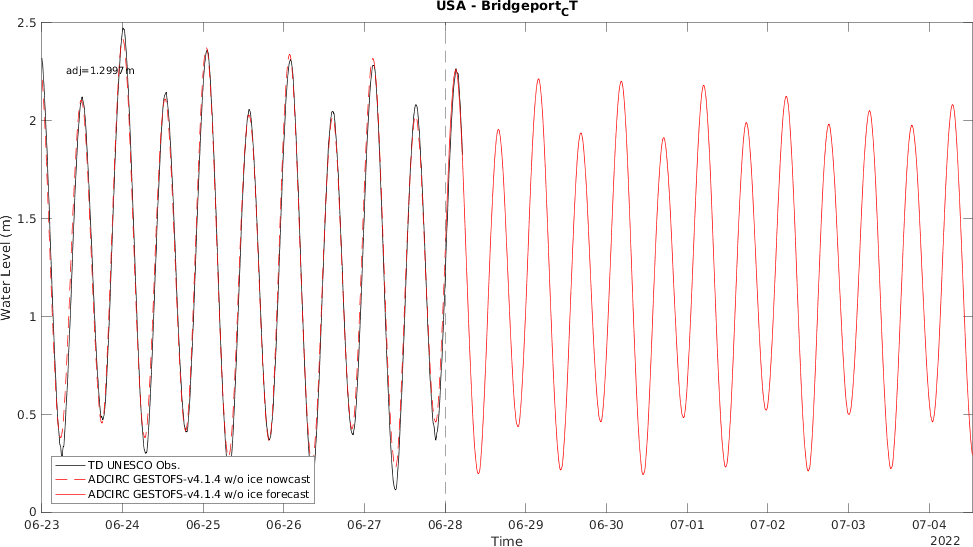 USA - Bridgeport_CT
adj=1.2997m
Water Level (m)
2.5
2
1.5
1
0.5
0
TD UNESCO Obs.
ADCIRC GESTOFS-v4.1.4 w/o ice nowcast
ADCIRC GESTOFS-v4.1.4 w/o ice forecast
06-23 06-24 06-25 06-26 06-27 06-28 06-29 06-30 07-01 07-02 07-03 07-04
Time
2022